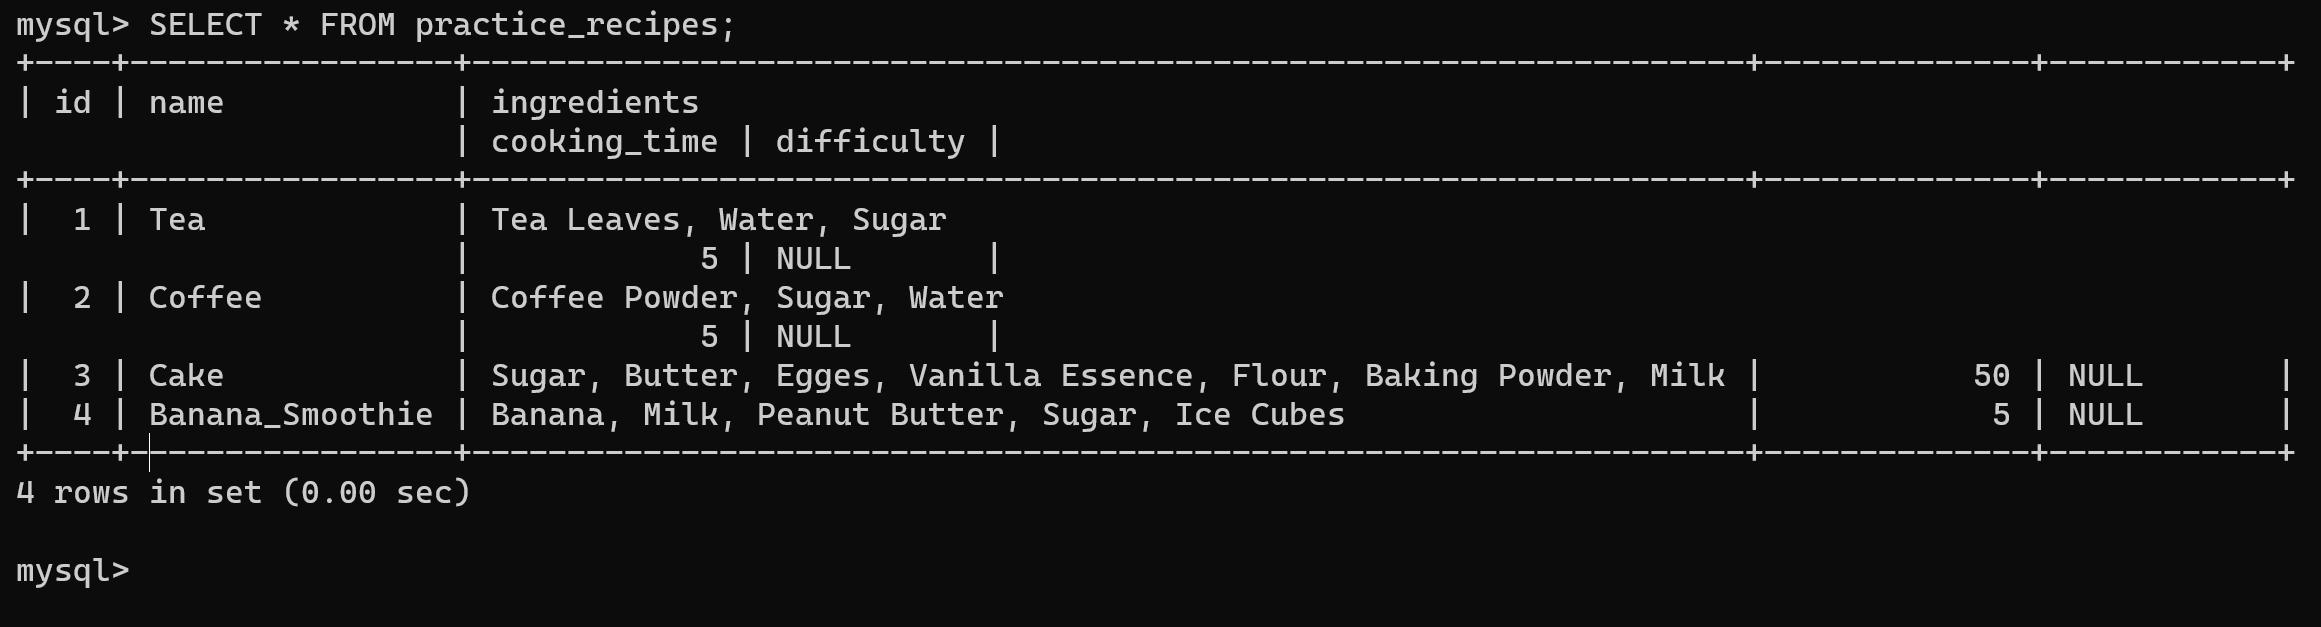 mysql> SELECT * FROM practice_recipes;
+----+----------------+-------------------------------------------------------------------+--------------+------------+
| id | name           | ingredients
                       | cooking_time | difficulty |
+----+----------------+-------------------------------------------------------------------+--------------+------------+
|  1 | Tea            | Tea Leaves, Water, Sugar
                       |            5 | NULL       |
|  2 | Coffee         | Coffee Powder, Sugar, Water
                       |            5 | NULL       |
|  3 | Cake           | Sugar, Butter, Egges, Vanilla Essence, Flour, Baking Powder, Milk |           50 | NULL       |
|  4 | Banana_Smoothie | Banana, Milk, Peanut Butter, Sugar, Ice Cubes                     |            5 | NULL       |
+----+----------------+-------------------------------------------------------------------+--------------+------------+
4 rows in set (0.00 sec)
mysql>